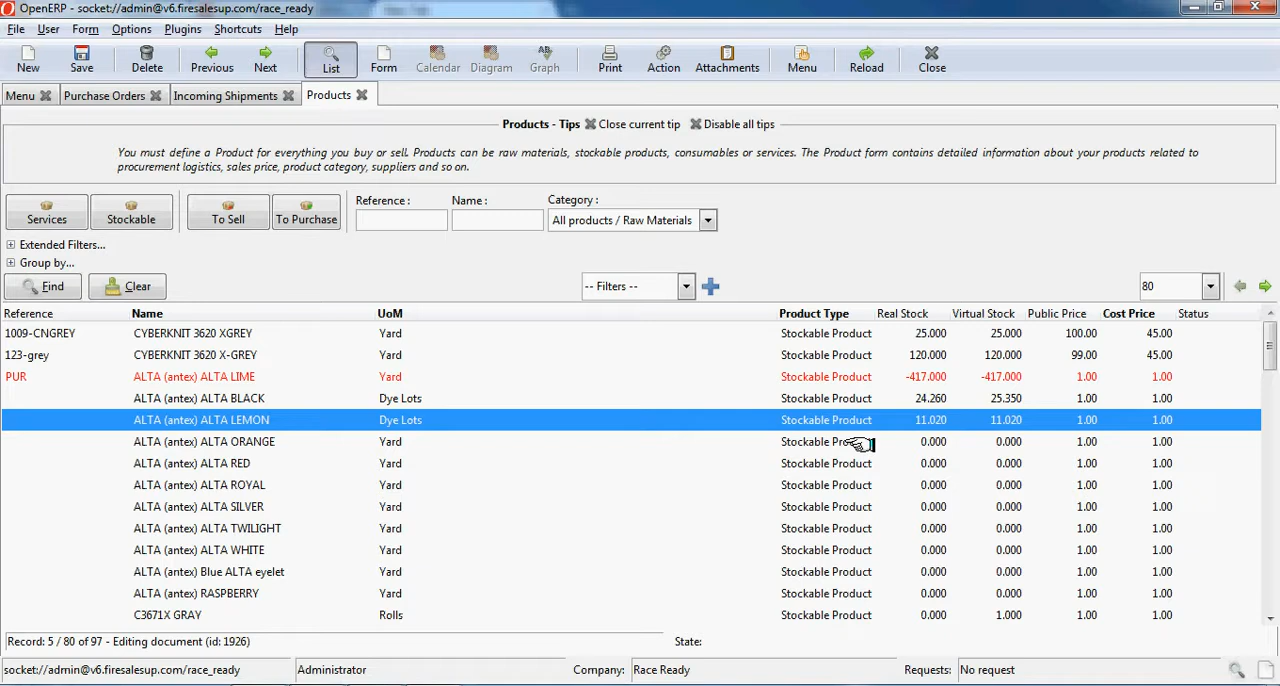 OpenERP - socket://admin@v6.firesalesup.com/race_ready
File User Form Options Plugins Shortcuts Help
New Save Delete Previous Next List Form Calendar Diagram Graph Print Action Attachments Menu Reload Close
Menu Purchase Orders Incoming Shipments Products
Products - Tips Close current tip Disable all tips
You must define a Product for everything you buy or sell. Products can be raw materials, stockable products, consumables or services. The Product form contains detailed information about your products related to
procurement logistics, sales price, product category, suppliers and so on.
Reference : Name : Category :
Services Stockable To Sell To Purchase All products / Raw Materials
Extended Filters...
Group by...
Find Clear -- Filters -- 80
Reference Name UoM Product Type Real Stock Virtual Stock Public Price Cost Price Status
1009-CNGREY CYBERKNIT 3620 XGREY Yard Stockable Product 25.000 25.000 100.00 45.00
123-grey CYBERKNIT 3620 X-GREY Yard Stockable Product 120.000 120.000 99.00 45.00
PUR ALTA (antex) ALTA LIME Yard Stockable Product -417.000 -417.000 1.00 1.00
ALTA (antex) ALTA BLACK Dye Lots Stockable Product 24.260 25.350 1.00 1.00
ALTA (antex) ALTA LEMON Dye Lots Stockable Product 11.020 11.020 1.00 1.00
ALTA (antex) ALTA ORANGE Yard Stockable Product 0.000 0.000 1.00 1.00
ALTA (antex) ALTA RED Yard Stockable Product 0.000 0.000 1.00 1.00
ALTA (antex) ALTA ROYAL Yard Stockable Product 0.000 0.000 1.00 1.00
ALTA (antex) ALTA SILVER Yard Stockable Product 0.000 0.000 1.00 1.00
ALTA (antex) ALTA TWILIGHT Yard Stockable Product 0.000 0.000 1.00 1.00
ALTA (antex) ALTA WHITE Yard Stockable Product 0.000 0.000 1.00 1.00
ALTA (antex) Blue ALTA eyelet Yard Stockable Product 0.000 0.000 1.00 1.00
ALTA (antex) RASPBERRY Yard Stockable Product 0.000 0.000 1.00 1.00
C3671X GRAY Rolls Stockable Product 0.000 1.000 1.00 1.00
Record: 5 / 80 of 97 - Editing document (id: 1926) State:
socket://admin@v6.firesalesup.com/race_ready Administrator Company: Race Ready Requests: No request